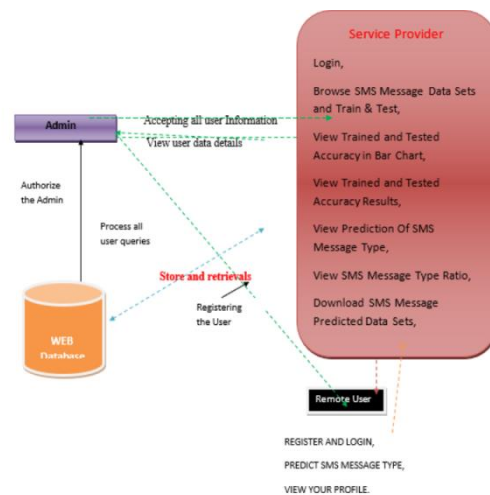 Service Provider
Login,
Browse SMS Message Data Sets
and Train & Test,
View Trained and Tested
Accuracy in Bar Chart,
View Trained and Tested
Accuracy Results,
View Prediction Of SMS
Message Type,
View SMS Message Type Ratio,
Download SMS Message
Predicted Data Sets,
Admin
Accepting all user Information
View user data details
Authorize
the Admin
Process all
user queries
Store and retrievals
Registering
the User
WEB
Database
Remote User
REGISTER AND LOGIN,
PREDICT SMS MESSAGE TYPE,
VIEW YOUR PROFILE.